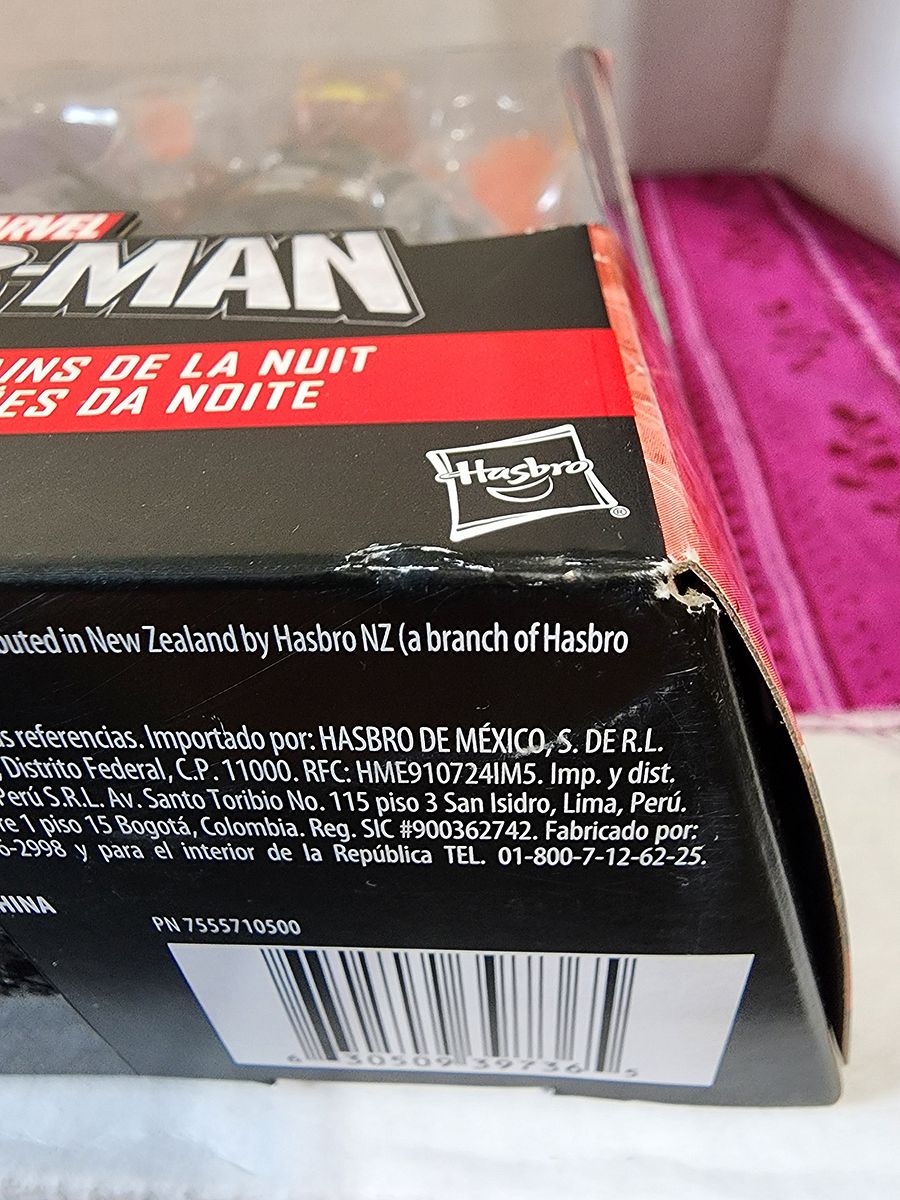 ARVEL
-MAN
INS DE LA NUIT
ES DA NOITE
Hasbro
®
buted in New Zealand by Hasbro NZ (a branch of Hasbro
s referencias. Importado por: HASBRO DE MÉXICO, S. DE R.L.
, Distrito Federal, C.P. 11000. RFC: HME910724IM5. Imp. y dist.
Perú S.R.L. Av. Santo Toribio No. 115 piso 3 San Isidro, Lima, Perú.
re 1 piso 15 Bogotá, Colombia. Reg. SIC #900362742. Fabricado por:
6-2998 y para el interior de la República TEL. 01-800-7-12-62-25.
HINA
PN 7555710500
6 30509 39736 5